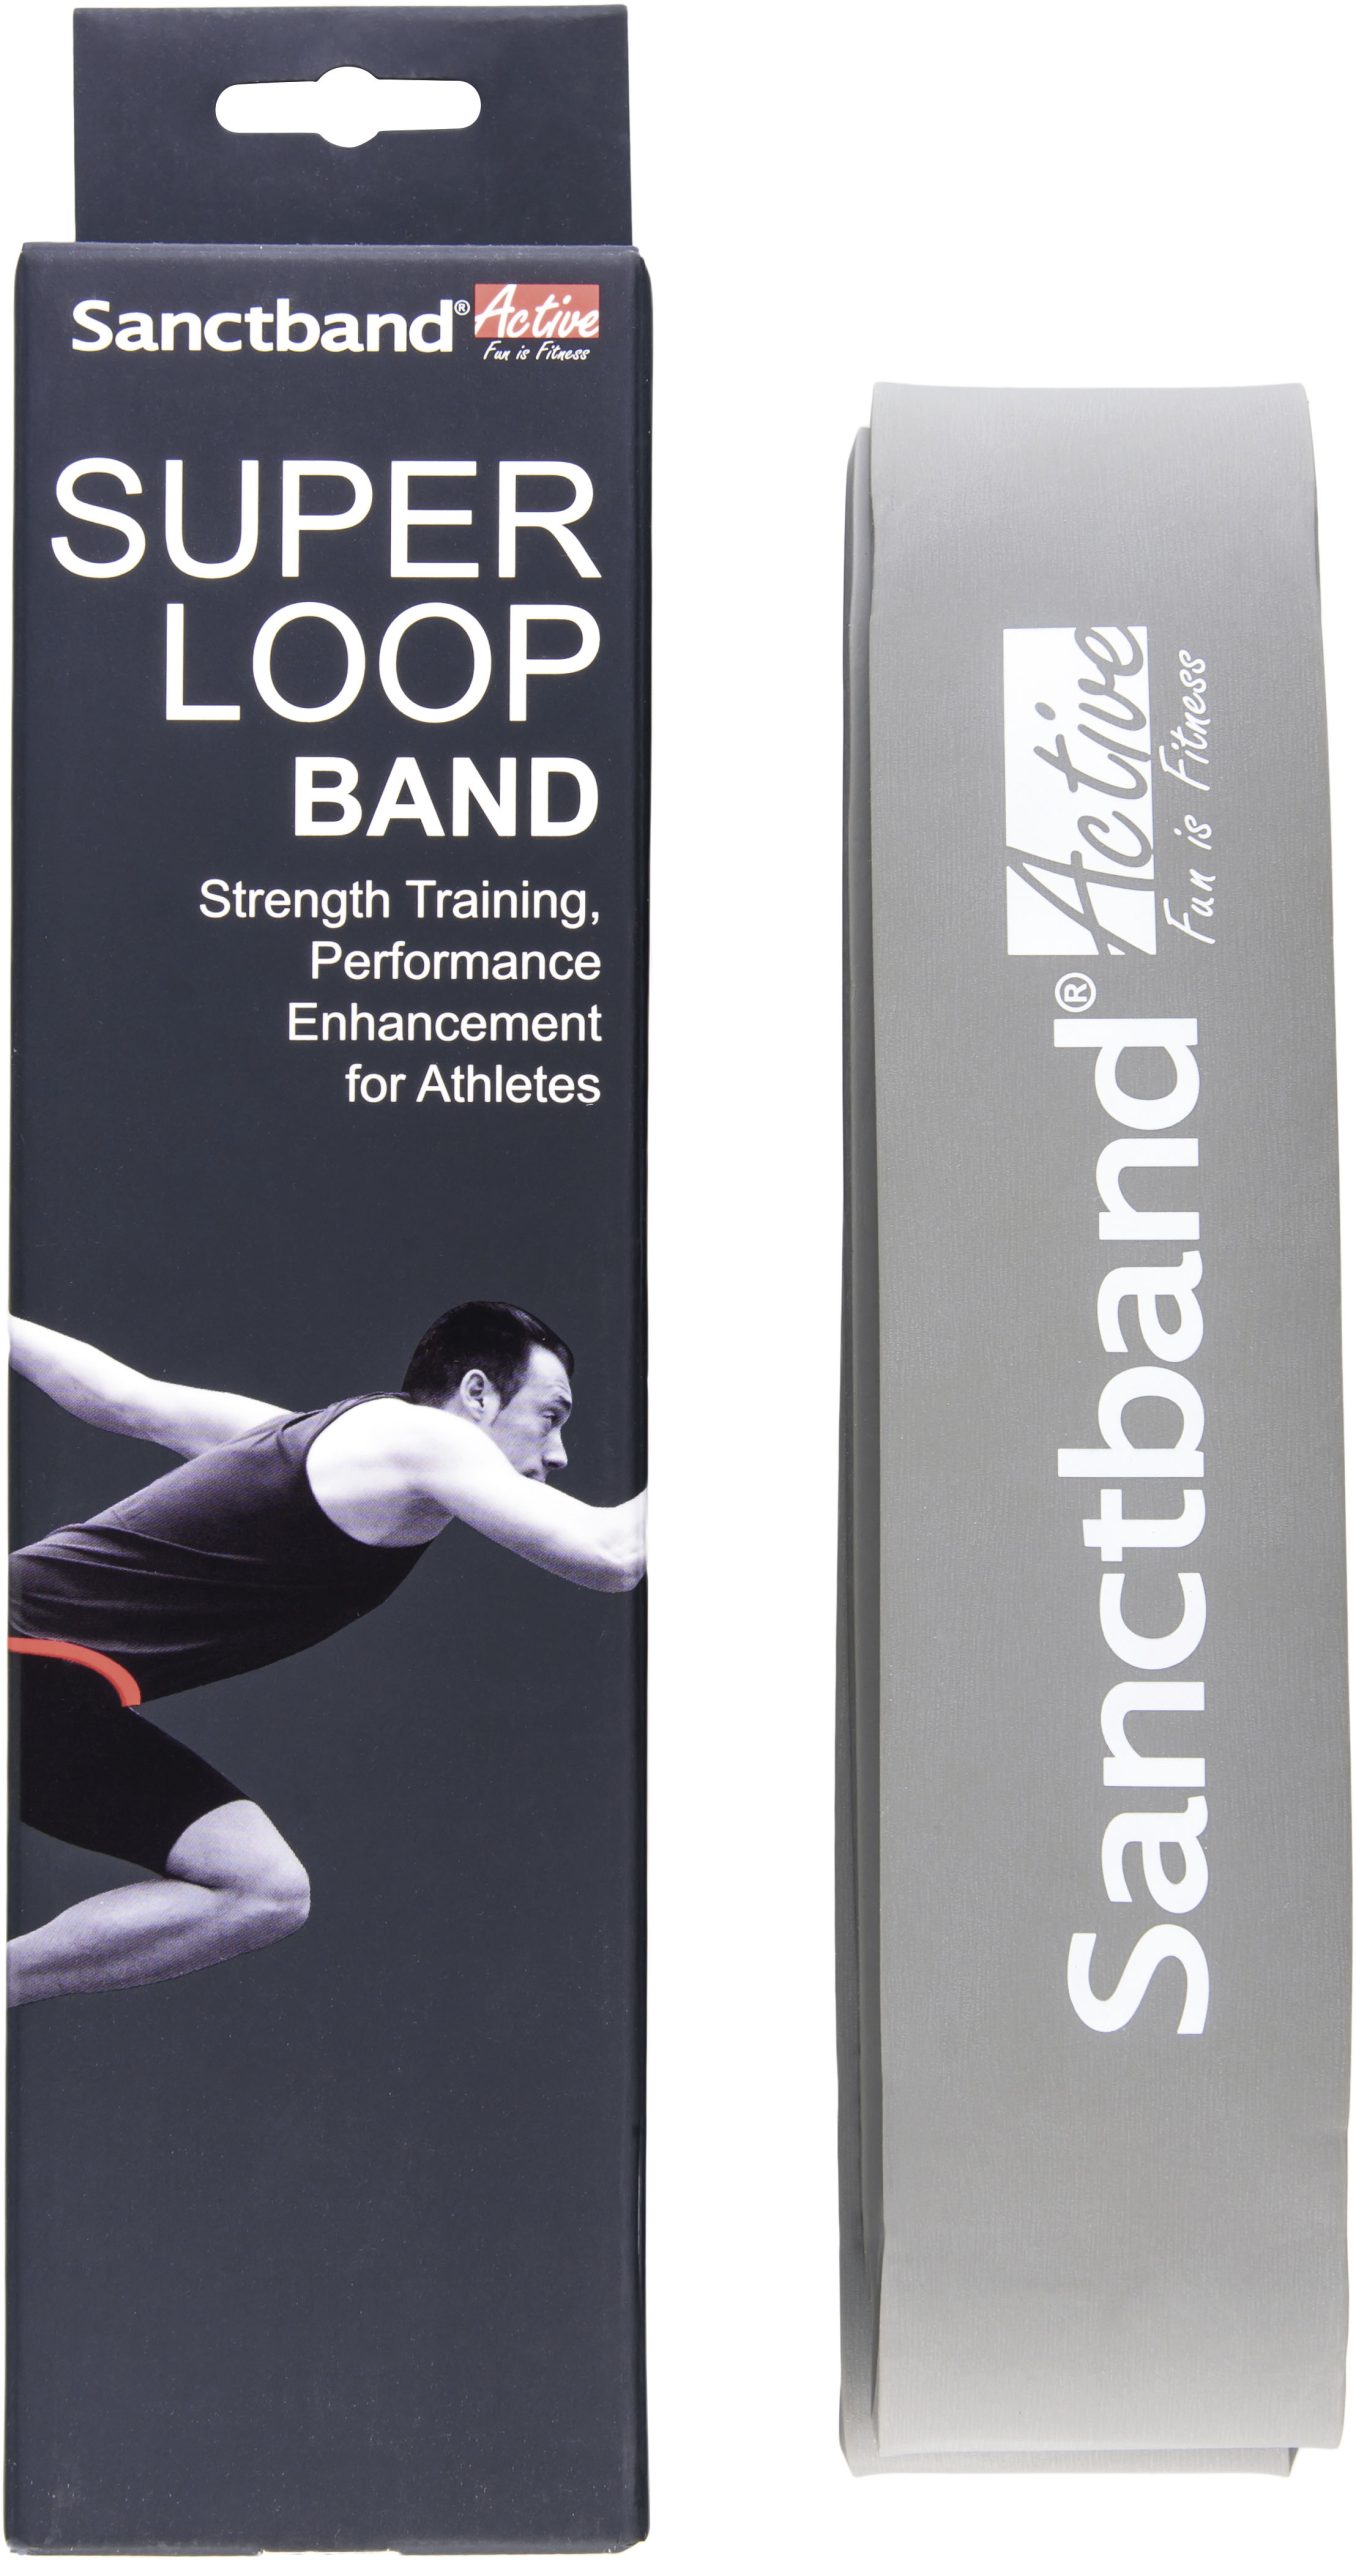 Sanctband® Active
Fun is Fitness
SUPER
LOOP
BAND
Strength Training,
Performance
Enhancement
for Athletes
Sanctband® Active
Fun is Fitness